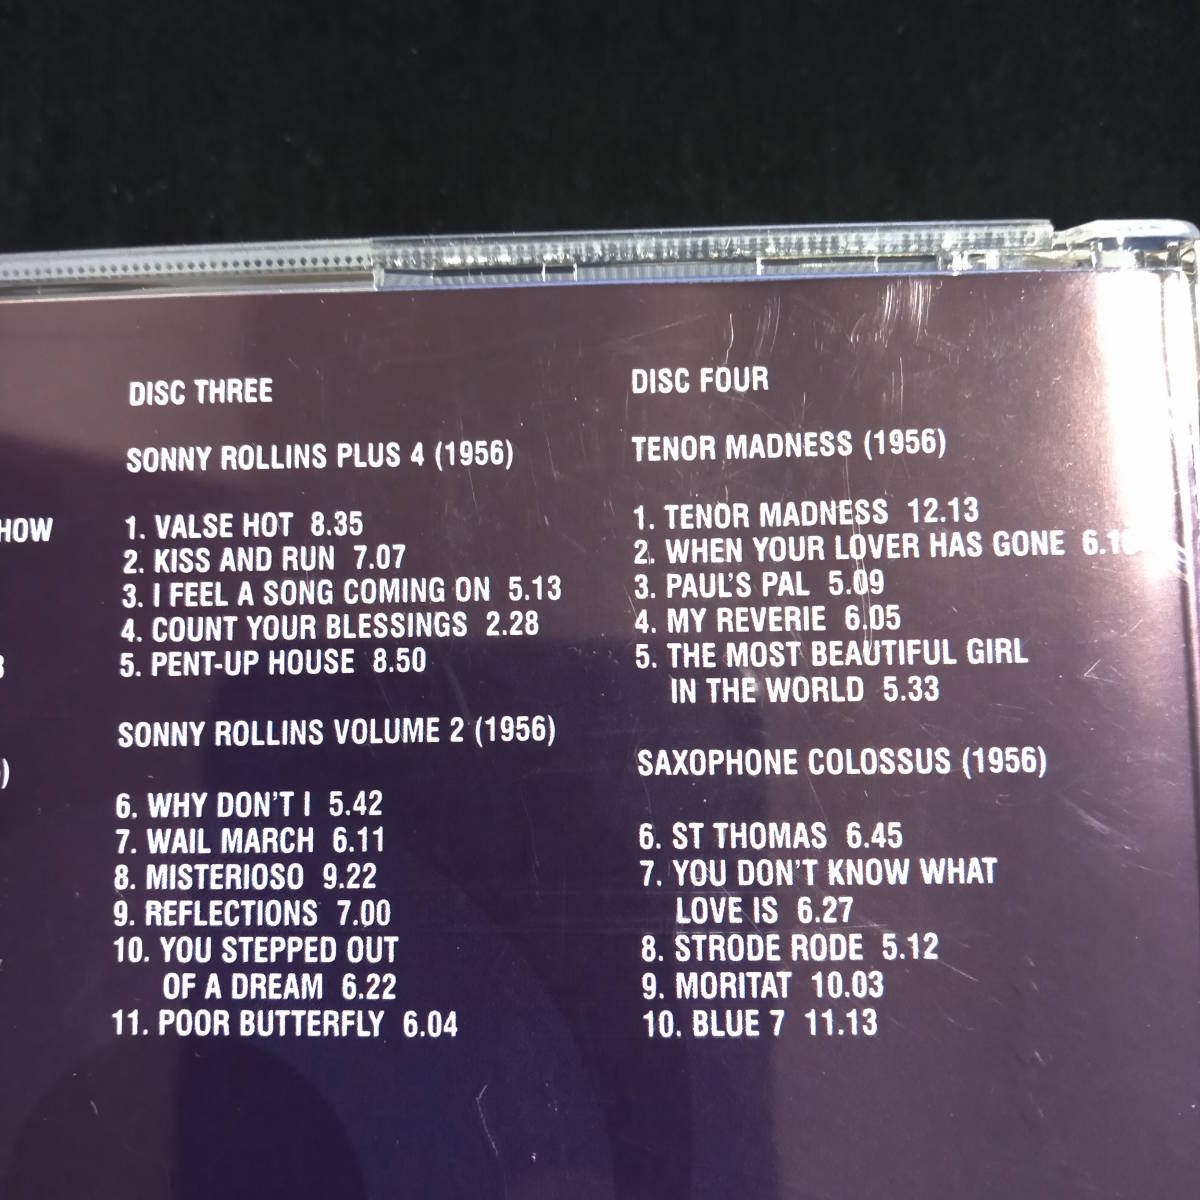 HOW
DISC THREE
SONNY ROLLINS PLUS 4 (1956)
1. VALSE HOT 8.35
2. KISS AND RUN 7.07
3. I FEEL A SONG COMING ON 5.13
4. COUNT YOUR BLESSINGS 2.28
5. PENT-UP HOUSE 8.50
SONNY ROLLINS VOLUME 2 (1956)
6. WHY DON'T I 5.42
7. WAIL MARCH 6.11
8. MISTERIOSO 9.22
9. REFLECTIONS 7.00
10. YOU STEPPED OUT
OF A DREAM 6.22
11. POOR BUTTERFLY 6.04
DISC FOUR
TENOR MADNESS (1956)
1. TENOR MADNESS 12.13
2. WHEN YOUR LOVER HAS GONE
3. PAUL'S PAL 5.09
4. MY REVERIE 6.05
5. THE MOST BEAUTIFUL GIRL
IN THE WORLD 5.33
SAXOPHONE COLOSSUS (1956)
6. ST THOMAS 6.45
7. YOU DON'T KNOW WHAT
LOVE IS 6.27
8. STRODE RODE 5.12
9. MORITAT 10.03
10. BLUE 7 11.13